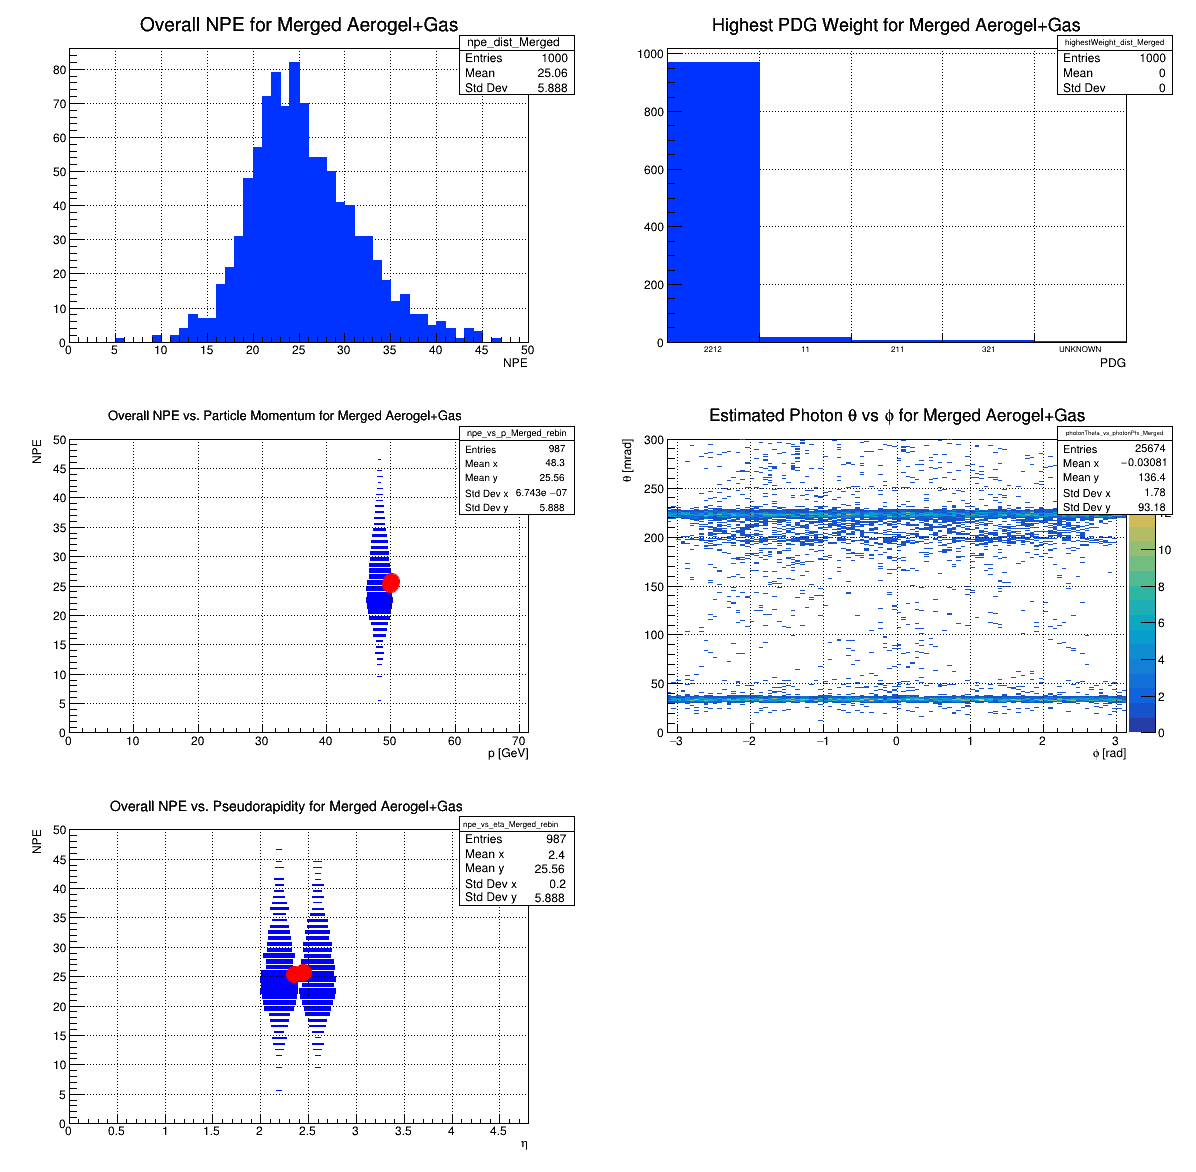 Overall NPE for Merged Aerogel+Gas
npe_dist_Merged
Entries 1000
Mean 25.06
Std Dev 5.888
80
70
60
50
40
30
20
10
0
0 5 10 15 20 25 30 35 40 45 50
NPE
Highest PDG Weight for Merged Aerogel+Gas
highestWeight_dist_Merged
Entries 1000
Mean 0
Std Dev 0
1000
800
600
400
200
0
2212 11 211 321 UNKNOWN
PDG
Overall NPE vs. Particle Momentum for Merged Aerogel+Gas
npe_vs_p_Merged_rebin
Entries 987
Mean x 48.3
Mean y 25.56
Std Dev x 6.743e −07
Std Dev y 5.888
NPE
50
45
40
35
30
25
20
15
10
5
0
0 10 20 30 40 50 60 70
p [GeV]
Estimated Photon θ vs ϕ for Merged Aerogel+Gas
photonTheta_vs_photonPhi_Merged
Entries 25674
Mean x −0.03081
Mean y 136.4
Std Dev x 1.78
Std Dev y 93.18
θ [mrad]
300
250
200
150
100
50
0
−3 −2 −1 0 1 2 3
ϕ [rad]
12
10
8
6
4
2
0
Overall NPE vs. Pseudorapidity for Merged Aerogel+Gas
npe_vs_eta_Merged_rebin
Entries 987
Mean x 2.4
Mean y 25.56
Std Dev x 0.2
Std Dev y 5.888
NPE
50
45
40
35
30
25
20
15
10
5
0
0 0.5 1 1.5 2 2.5 3 3.5 4 4.5
η